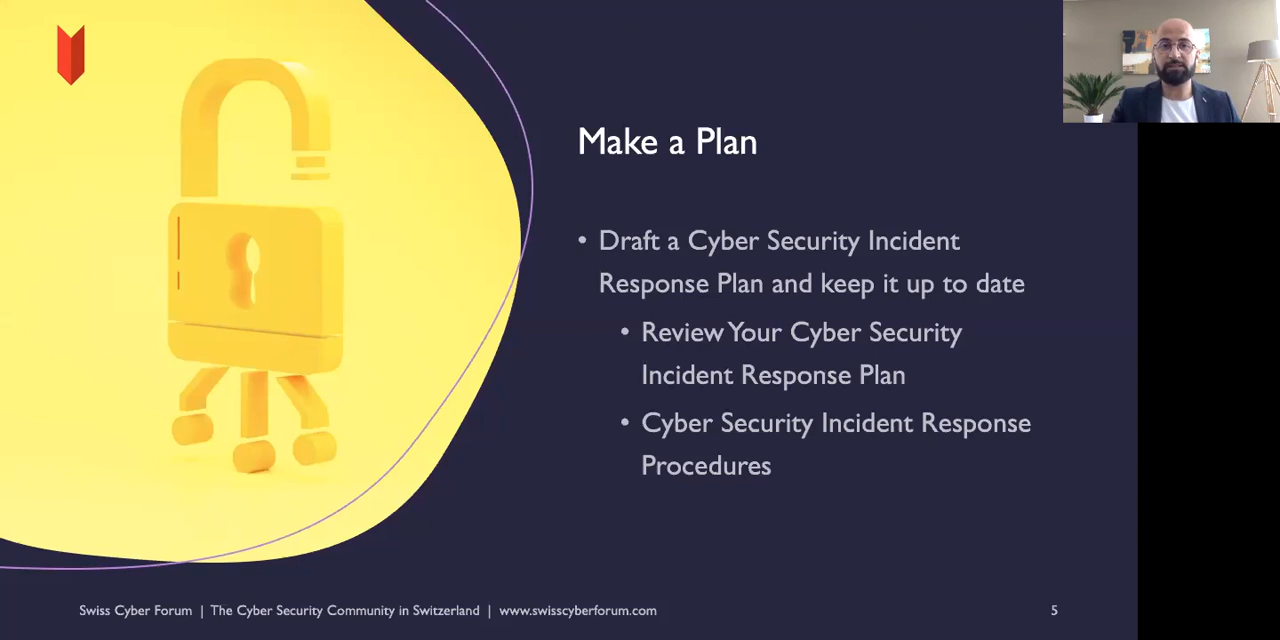 Make a Plan
• Draft a Cyber Security Incident
Response Plan and keep it up to date
• Review Your Cyber Security
Incident Response Plan
• Cyber Security Incident Response
Procedures
Swiss Cyber Forum | The Cyber Security Community in Switzerland | www.swisscyberforum.com
5